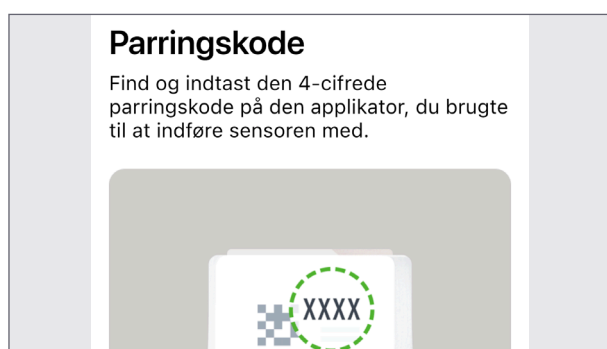 Parringskode
Find og indtast den 4-cifrede
parringskode på den applikator, du brugte
til at indføre sensoren med.
XXXX